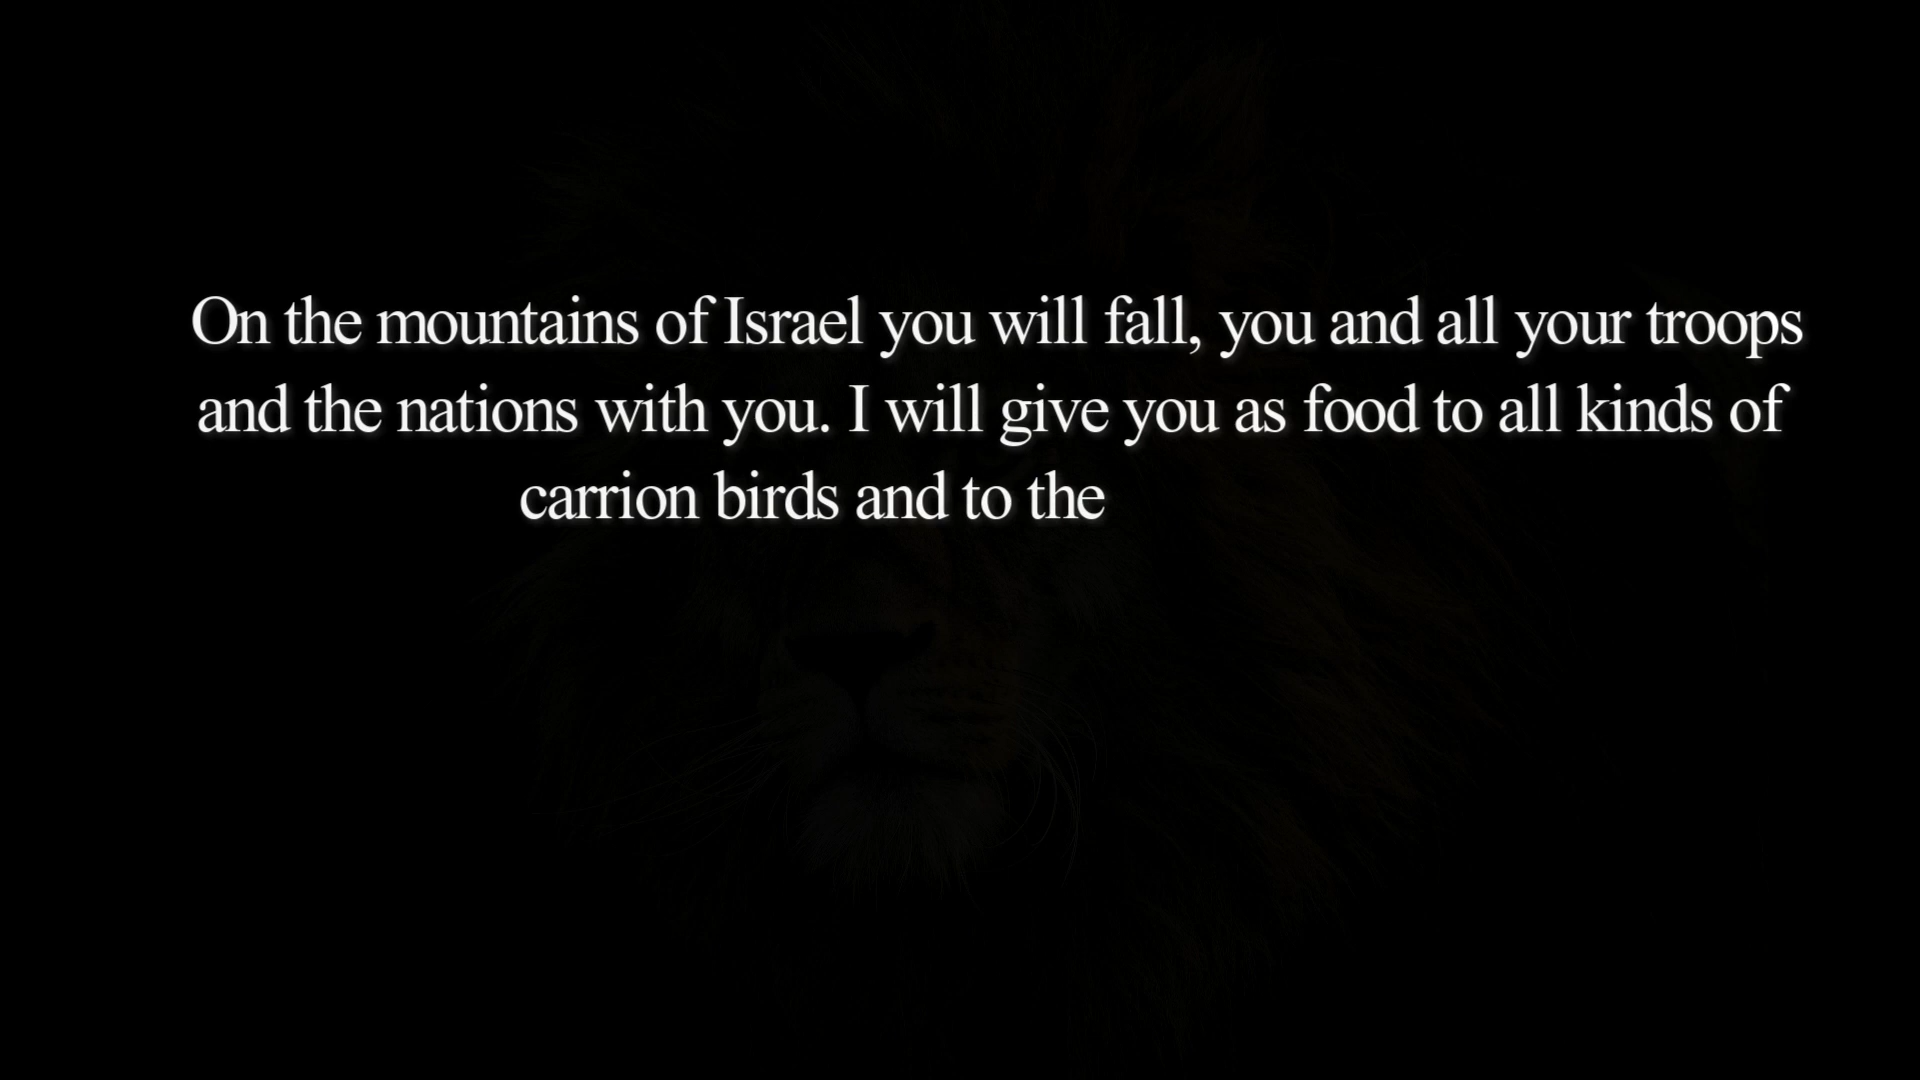 On the mountains of Israel you will fall, you and all your troops
and the nations with you. I will give you as food to all kinds of
carrion birds and to the